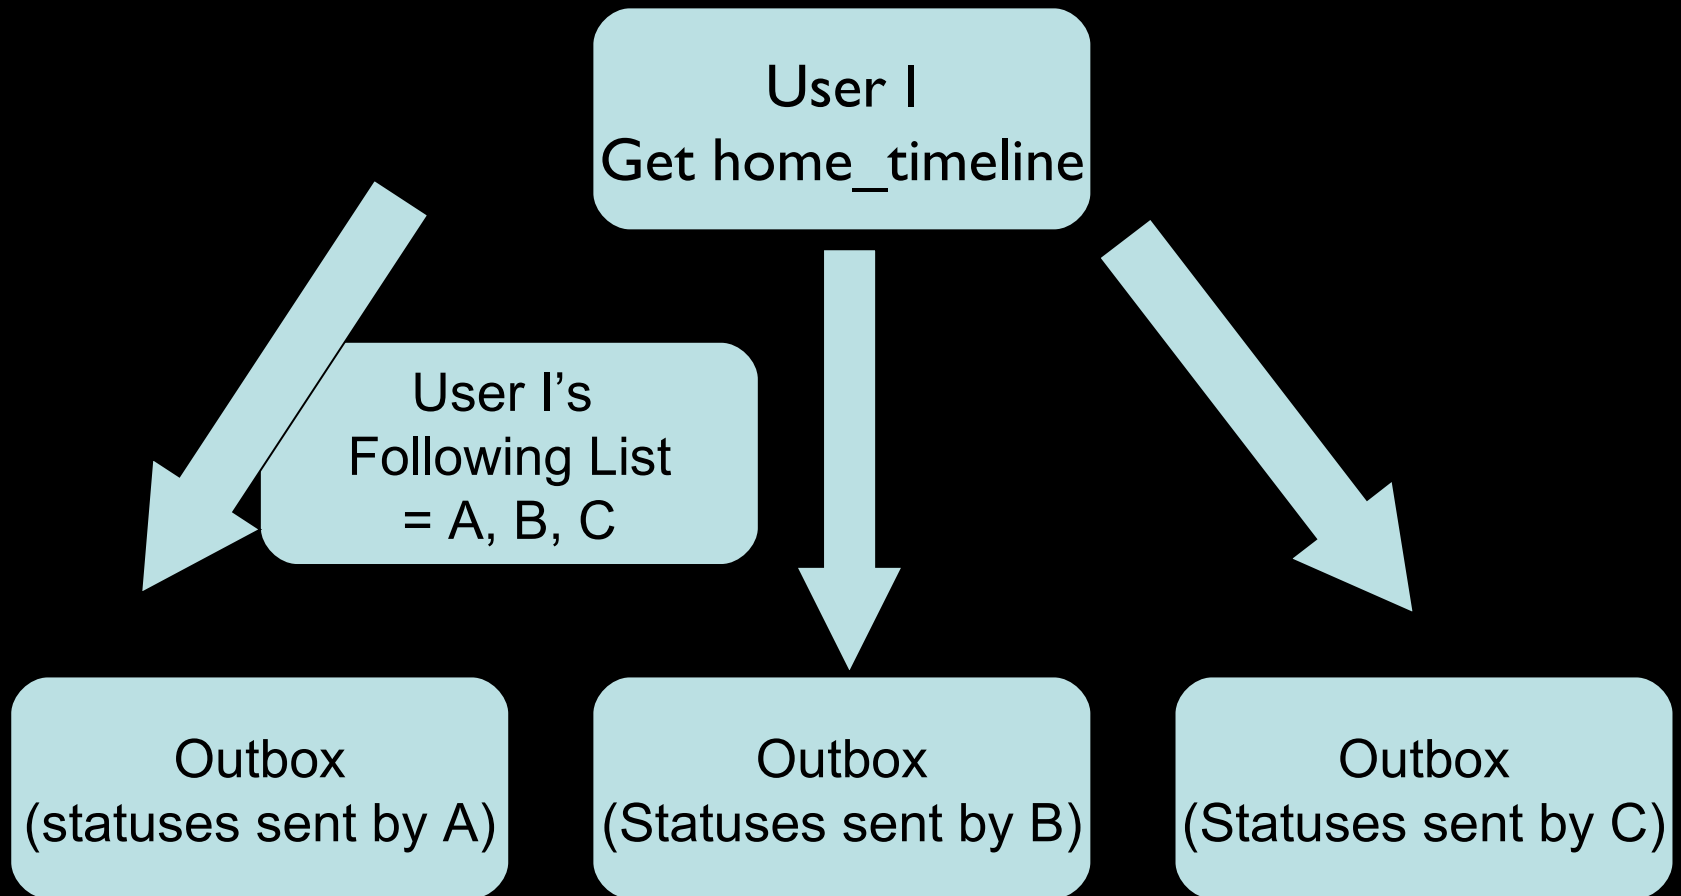 User I
Get home_timeline
User I’s
Following List
= A, B, C
Outbox
(statuses sent by A)
Outbox
(Statuses sent by B)
Outbox
(Statuses sent by C)